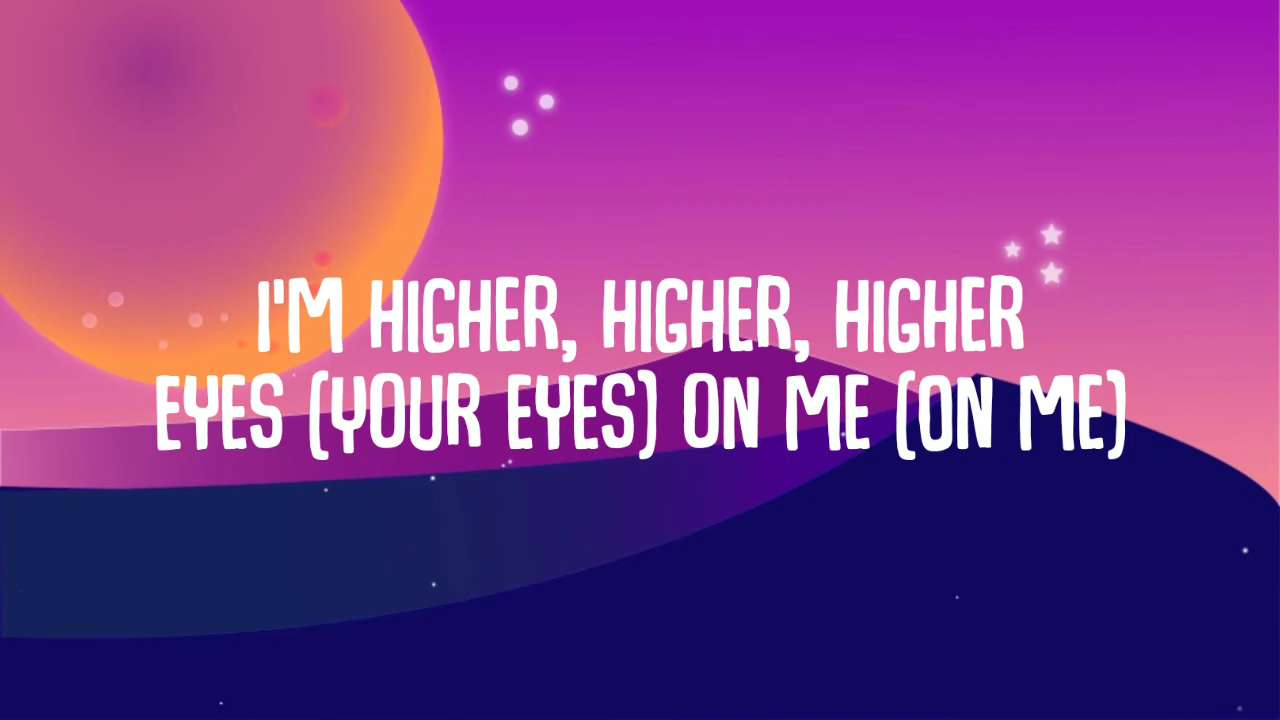 I'M HIGHER, HIGHER, HIGHER
EYES (YOUR EYES) ON ME (ON ME)